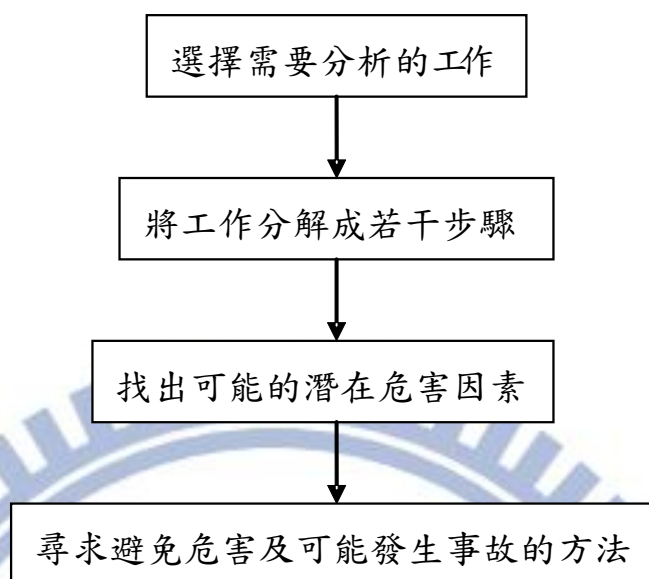 選擇需要分析的工作
將工作分解成若干步驟
找出可能的潛在危害因素
尋求避免危害及可能發生事故的方法